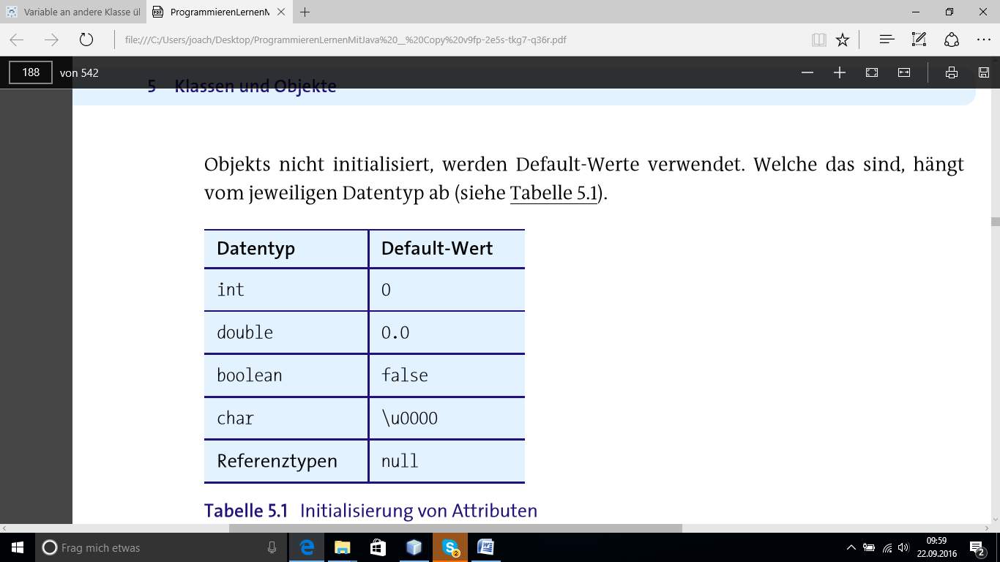 Variable an andere Klasse ül
ProgrammierenLernenM
file:///C:/Users/joach/Desktop/ProgrammierenLernenMitJava%20__%20Copy%20v9fp-2e5s-tkg7-q36r.pdf
188 von 542
5 Klassen und Objekte
Objekts nicht initialisiert, werden Default-Werte verwendet. Welche das sind, hängt
vom jeweiligen Datentyp ab (siehe Tabelle 5.1).
Datentyp Default-Wert
int 0
double 0.0
boolean false
char \u0000
Referenztypen null
Tabelle 5.1 Initialisierung von Attributen
Frag mich etwas
09:59
22.09.2016